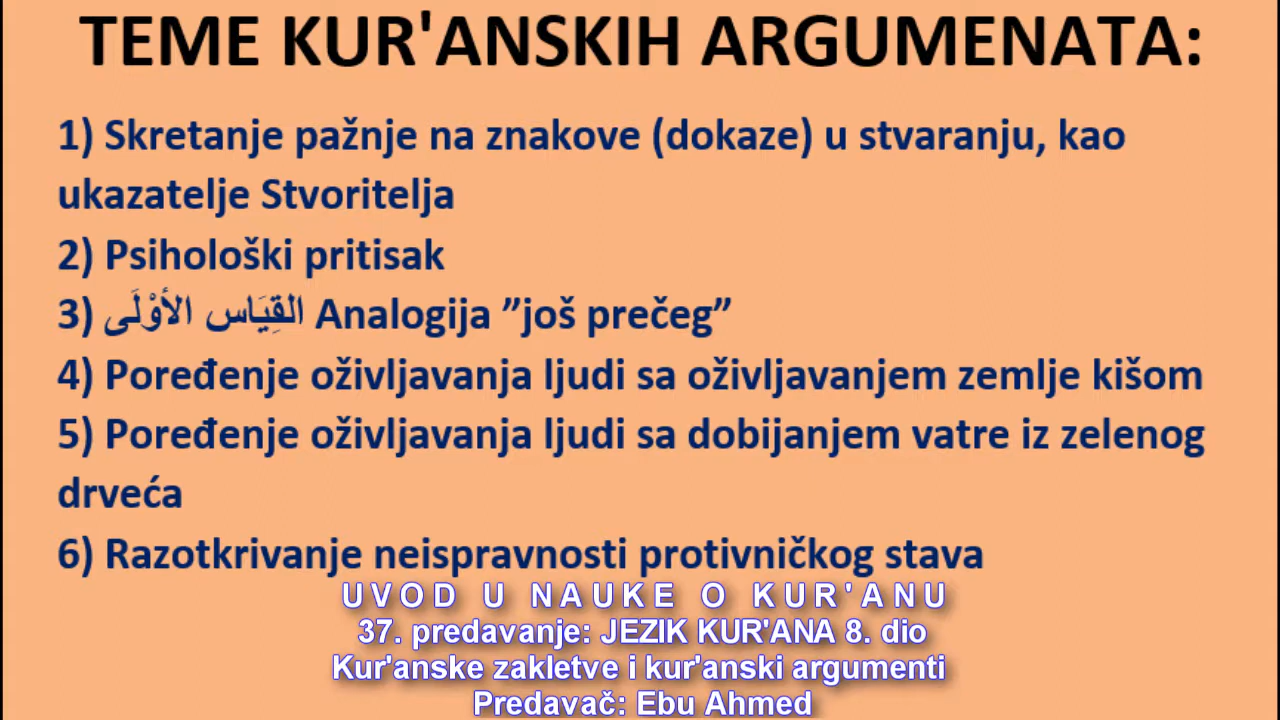 TEME KUR'ANSKIH ARGUMENATA:
1) Skretanje pažnje na znakove (dokaze) u stvaranju, kao
ukazatelje Stvoritelja
2) Psihološki pritisak
3) القِيَاس الأوْلَى Analogija ”još prečeg”
4) Poređenje oživljavanja ljudi sa oživljavanjem zemlje kišom
5) Poređenje oživljavanja ljudi sa dobijanjem vatre iz zelenog
drveća
6) Razotkrivanje neispravnosti protivničkog stava
UVOD U NAUKE O KUR'ANU
37. predavanje: JEZIK KUR'ANA 8. dio
Kur'anske zakletve i kur'anski argumenti
Predavač: Ebu Ahmed